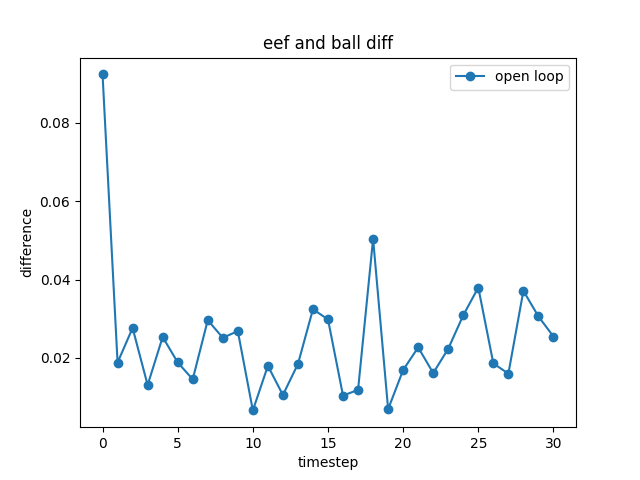 eef and ball diff
open loop
difference
0.08
0.06
0.04
0.02
0 5 10 15 20 25 30
timestep